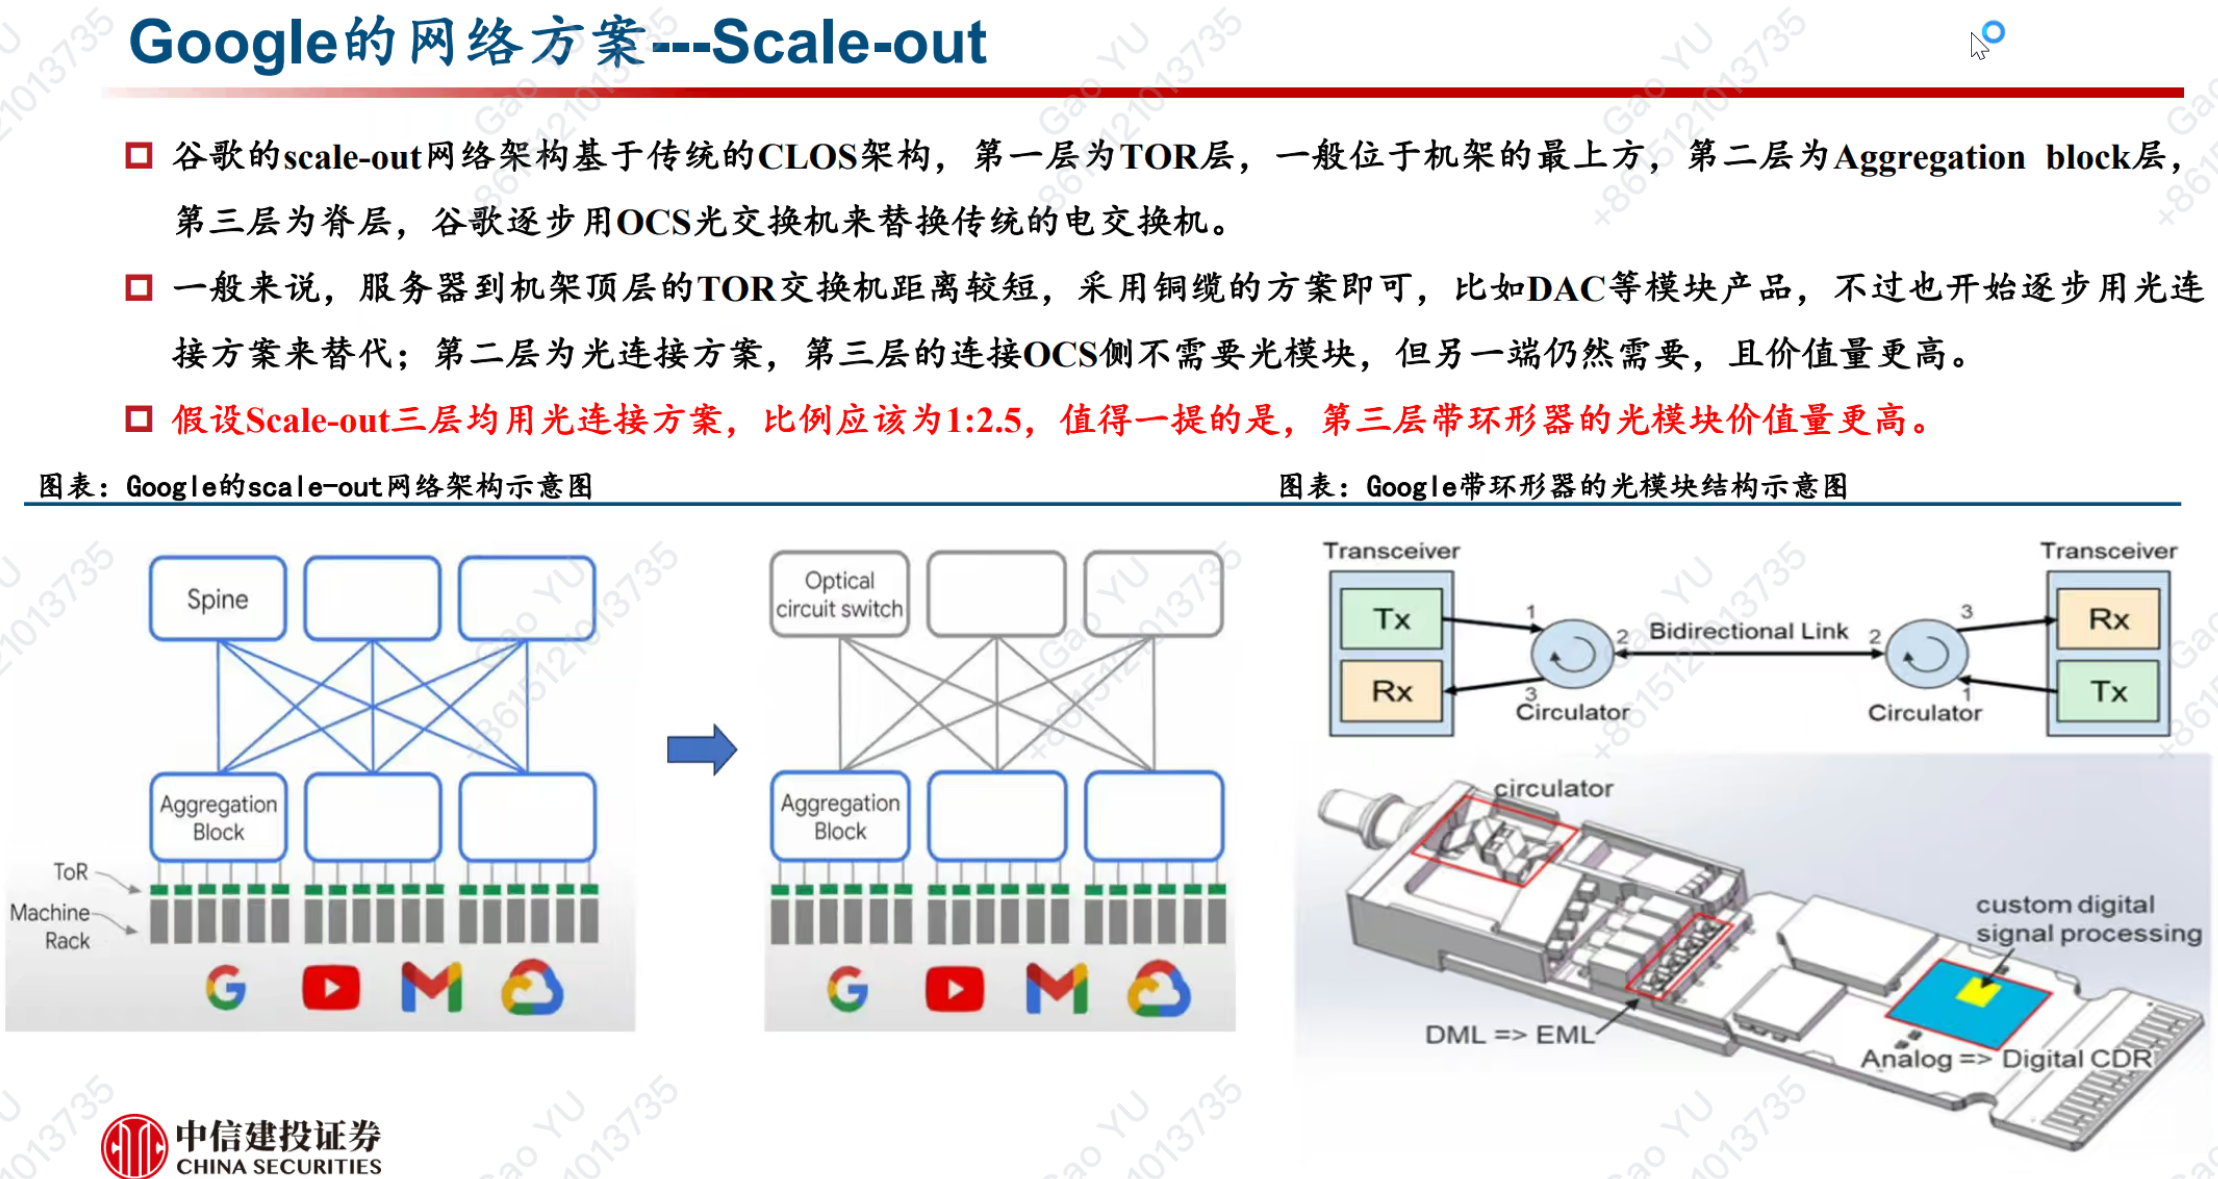 Google的网络方案---Scale-out
谷歌的scale-out网络架构基于传统的CLOS架构，第一层为TOR层，一般位于机架的最上方，第二层为Aggregation block层，
第三层为脊层，谷歌逐步用OCS光交换机来替换传统的电交换机。
一般来说，服务器到机架顶层的TOR交换机距离较短，采用铜缆的方案即可，比如DAC等模块产品，不过也开始逐步用光连
接方案来替代；第二层为光连接方案，第三层的连接OCS侧不需要光模块，但另一端仍然需要，且价值量更高。
假设Scale-out三层均用光连接方案，比例应该为1:2.5，值得一提的是，第三层带环形器的光模块价值量更高。
图表：Google的scale-out网络架构示意图
图表：Google带环形器的光模块结构示意图
Spine
Aggregation
Block
ToR
Machine
Rack
Optical
circuit switch
Aggregation
Block
Transceiver
Transceiver
Tx
1
3
Rx
2
Bidirectional Link
2
Rx
3
1
Tx
Circulator
Circulator
circulator
custom digital
signal processing
DML => EML
Analog => Digital CDR
中信建投证券
CHINA SECURITIES
Gao YU
+8615121013735